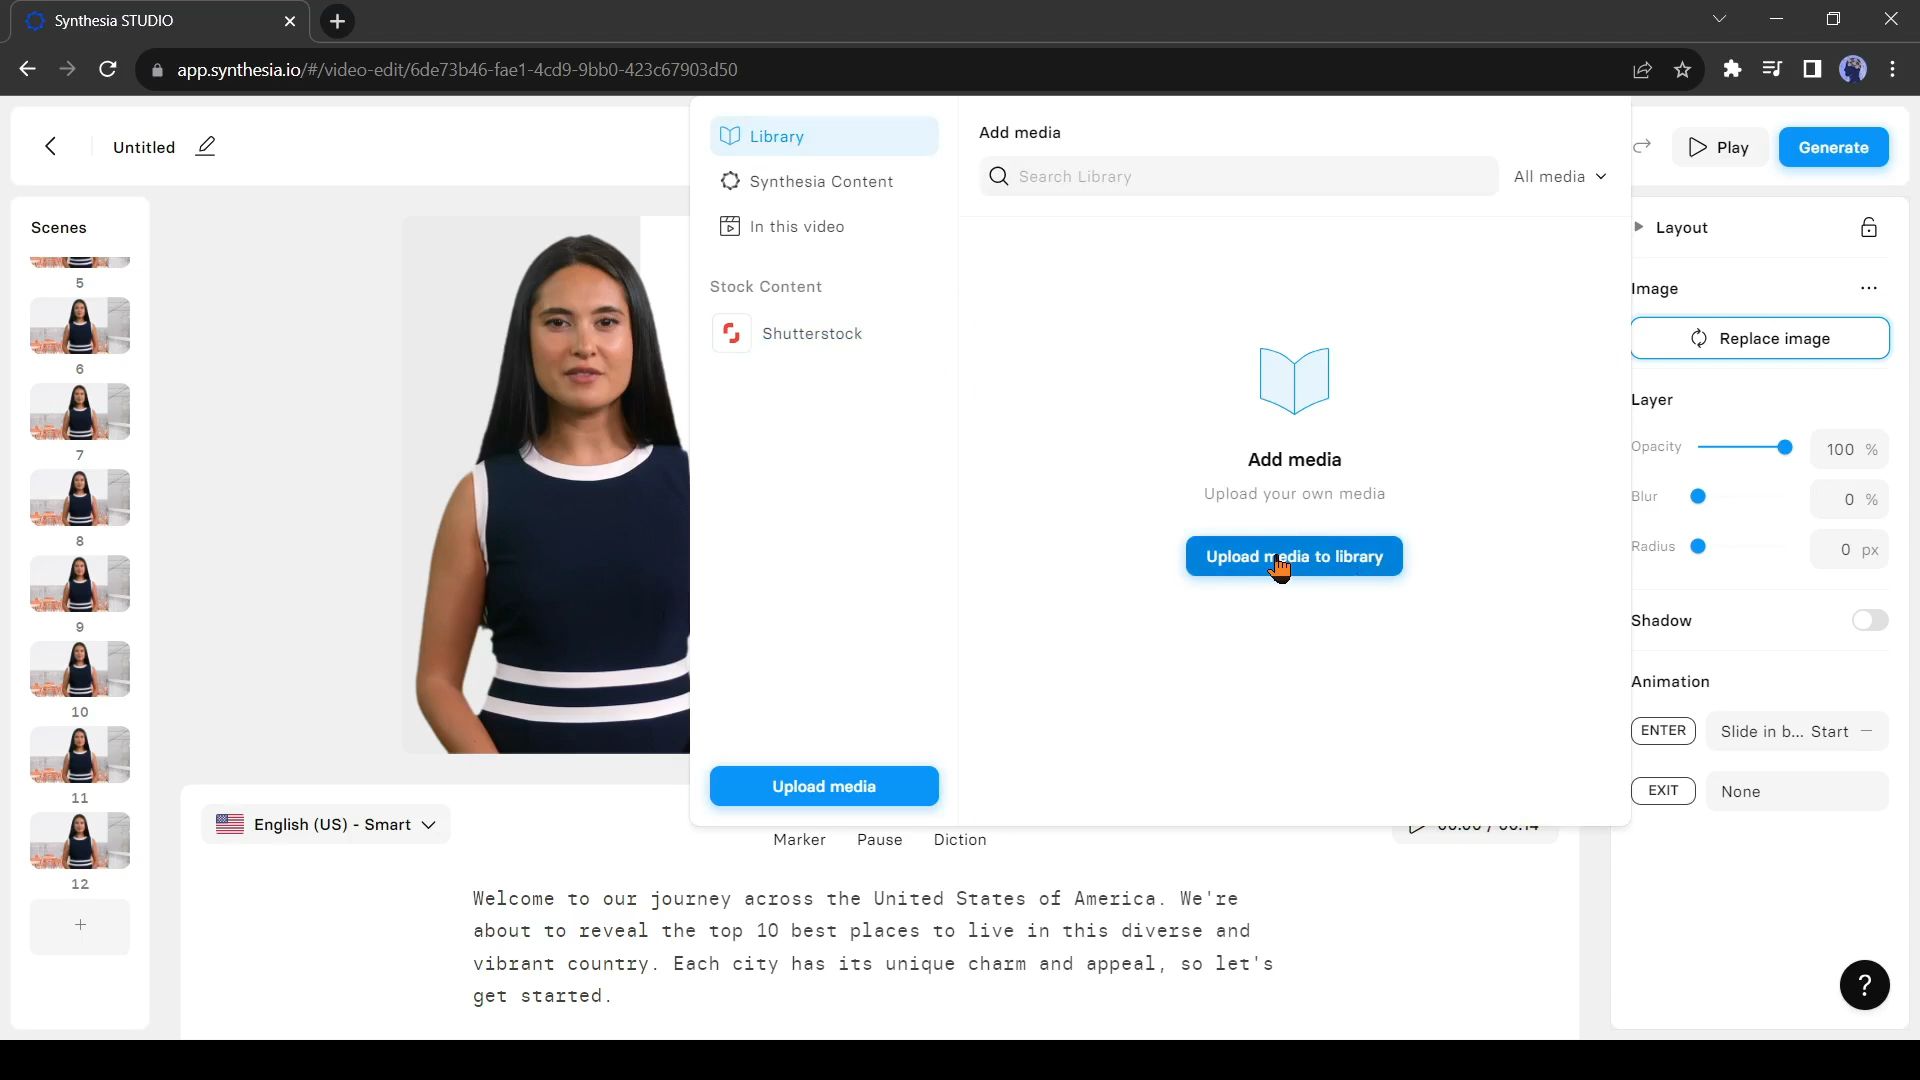 Synthesia STUDIO
app.synthesia.io/#/video-edit/6de73b46-fae1-4cd9-9bb0-423c67903d50
Untitled
Library
Synthesia Content
In this video
Stock Content
Shutterstock
Upload media
Add media
Search Library
All media
Add media
Upload your own media
Upload media to library
Play
Generate
Scenes
5
6
7
8
9
10
11
12
+
Layout
Image
Replace image
Layer
Opacity
100 %
Blur
0 %
Radius
0 px
Shadow
Animation
ENTER
Slide in b... Start
EXIT
None
English (US) - Smart
Marker
Pause
Diction
Welcome to our journey across the United States of America. We're
about to reveal the top 10 best places to live in this diverse and
vibrant country. Each city has its unique charm and appeal, so let's
get started.
?